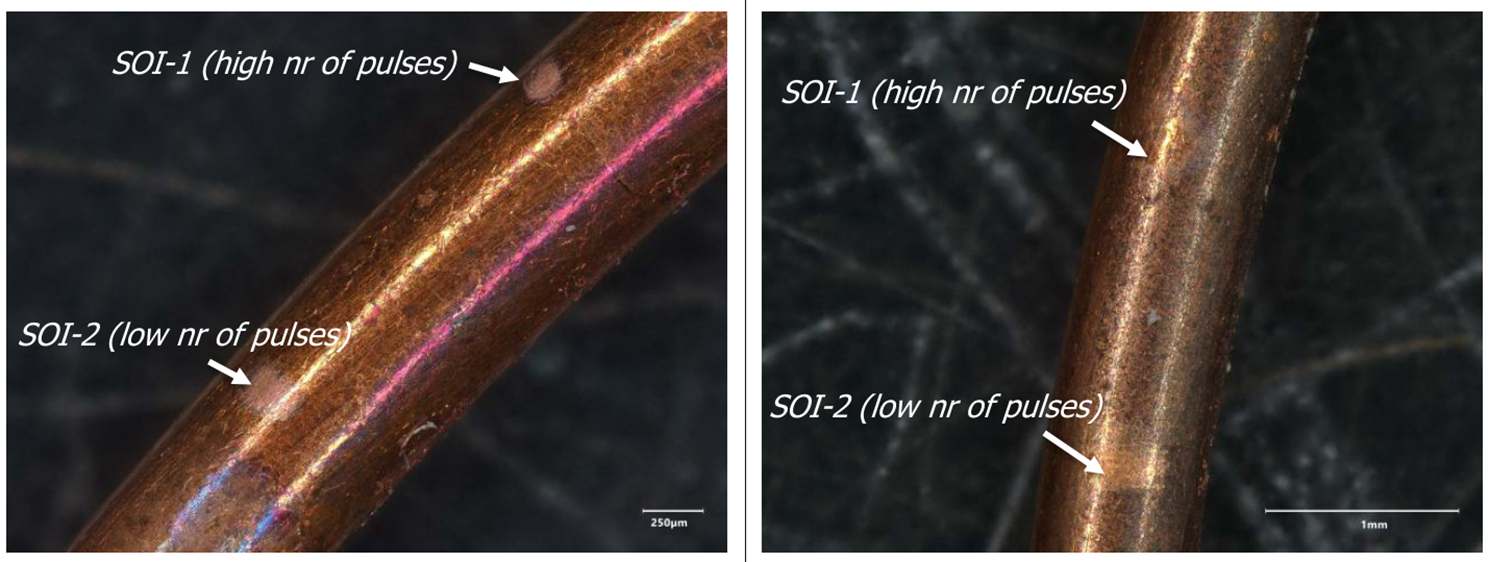 SOI-1 (high nr of pulses)
SOI-2 (low nr of pulses)
250µm
SOI-1 (high nr of pulses)
SOI-2 (low nr of pulses)
1mm